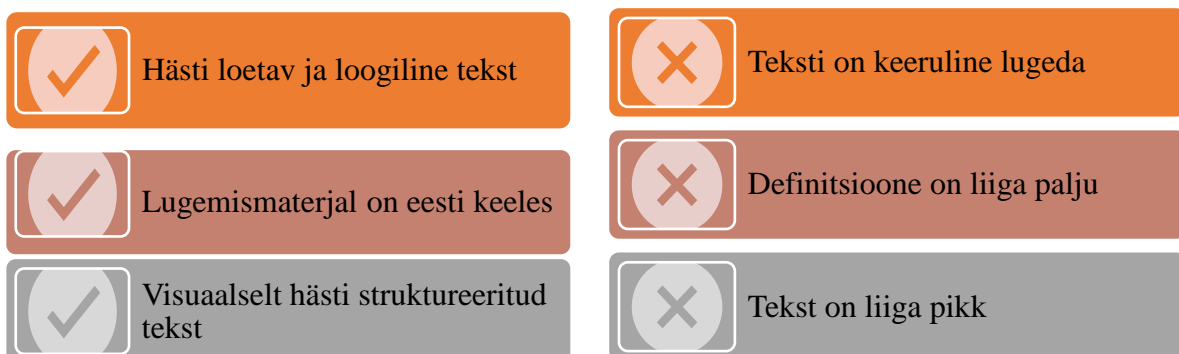 Hästi loetav ja loogiline tekst
Lugemismaterjal on eesti keeles
Visuaalselt hästi struktureeritud
tekst
Teksti on keeruline lugeda
Definitsioone on liiga palju
Tekst on liiga pikk